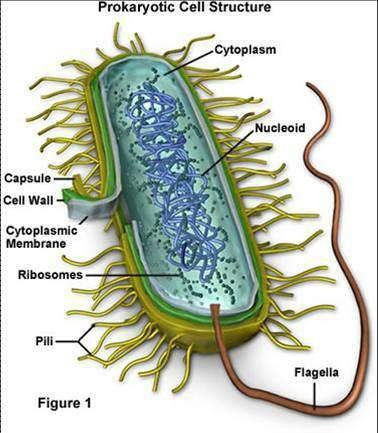 Prokaryotic Cell Structure
Cytoplasm
Nucleoid
Capsule
Cell Wall
Cytoplasmic
Membrane
Ribosomes
Pili
Flagella
Figure 1